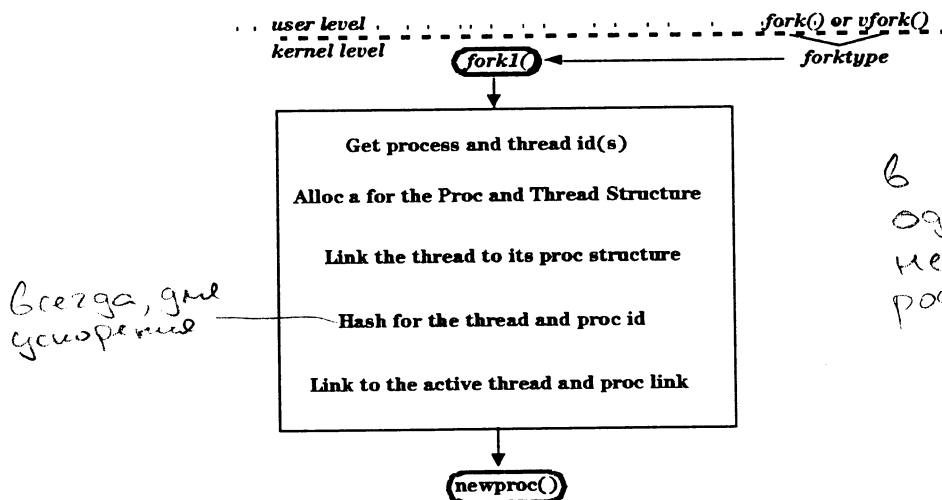 user level
fork() or vfork()
kernel level
fork1()
forktype
Get process and thread id(s)
Alloc a for the Proc and Thread Structure
Link the thread to its proc structure
всегда, для
ускорения
Hash for the thread and proc id
Link to the active thread and proc link
newproc()
в
не